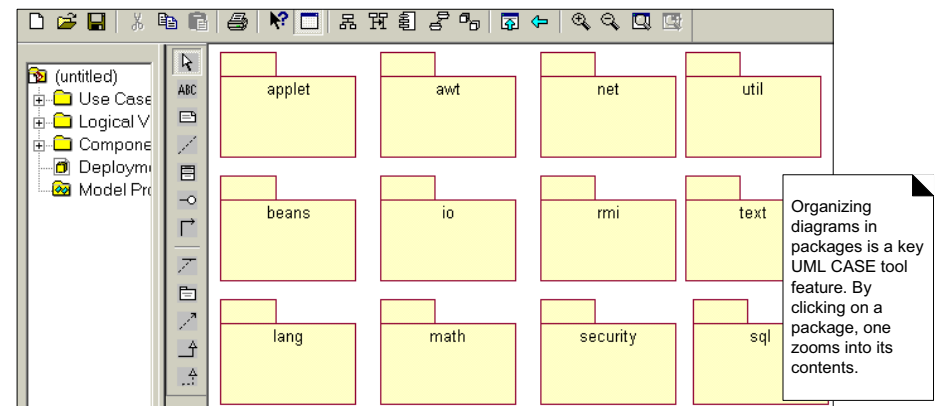 (untitled)
Use Case
Logical V
Compone
Deployme
Model Pro
ABC
applet
awt
net
util
beans
io
rmi
text
lang
math
security
sql
Organizing
diagrams in
packages is a key
UML CASE tool
feature. By
clicking on a
package, one
zooms into its
contents.